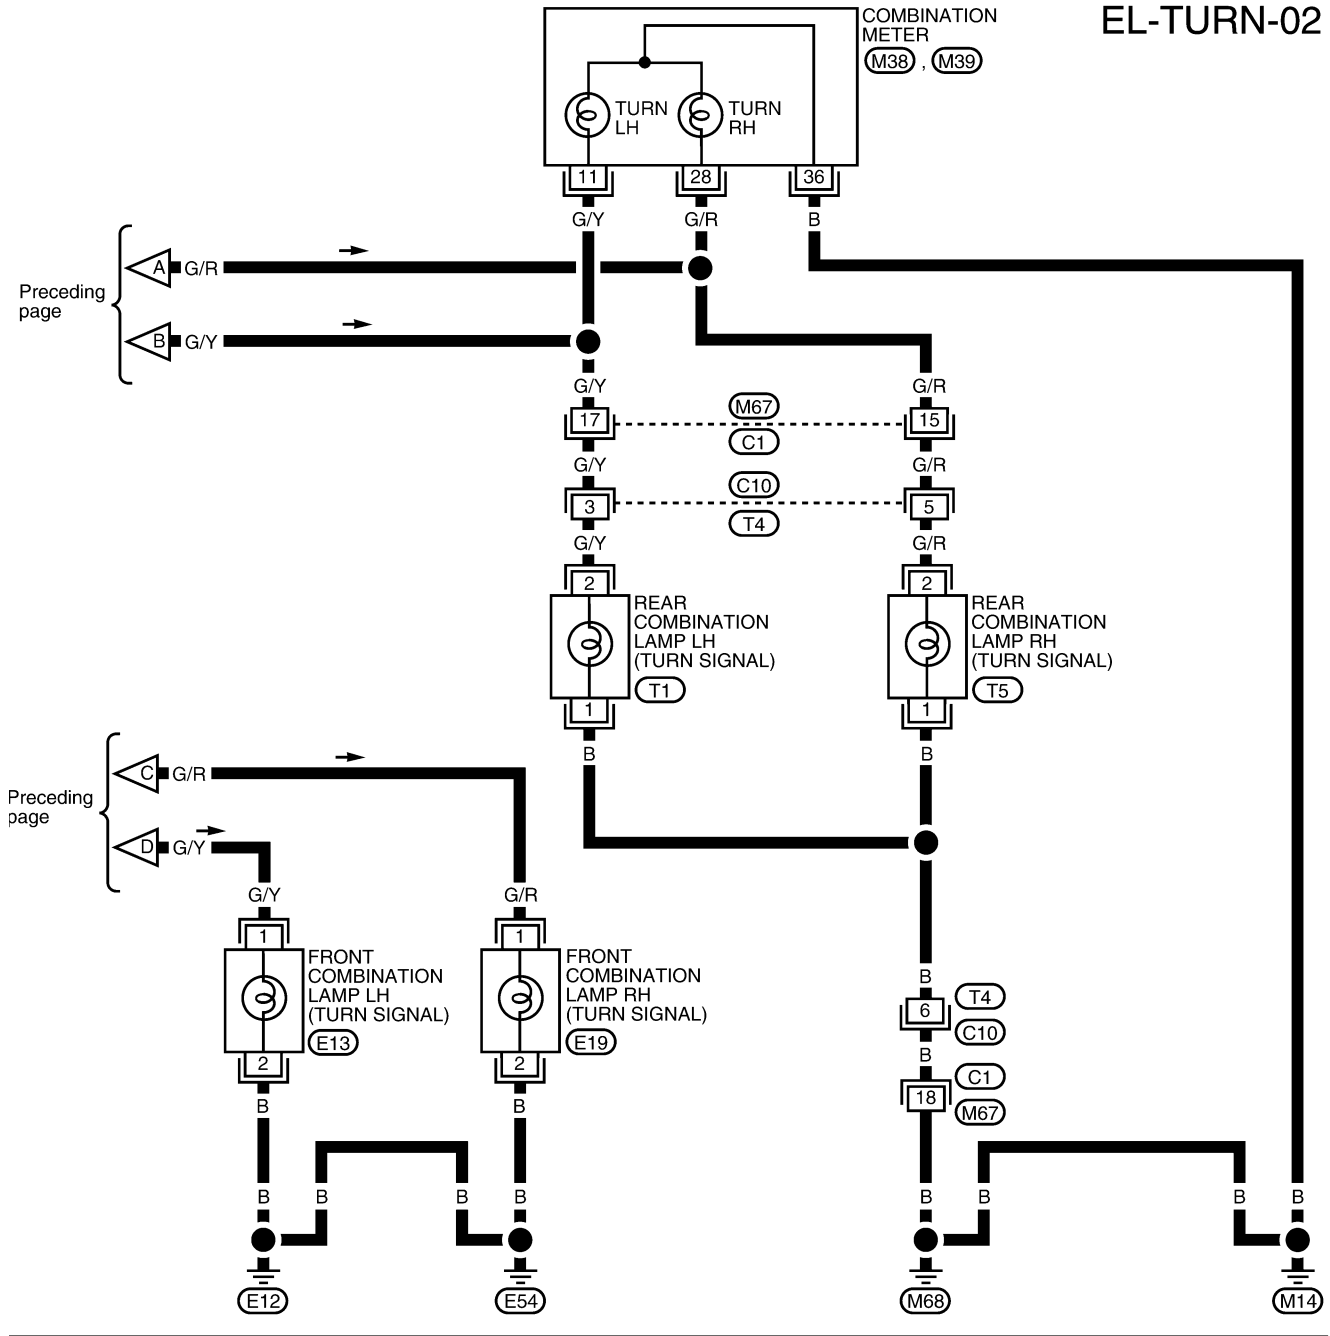 EL-TURN-02
COMBINATION
METER
M38 , M39
TURN
LH
TURN
RH
11
28
36
G/Y
G/R
B
Preceding
page
A
G/R
B
G/Y
G/Y
G/R
17
M67
C1
15
G/Y
G/R
3
C10
T4
5
G/Y
G/R
2
REAR
COMBINATION
LAMP LH
(TURN SIGNAL)
T1
1
B
2
REAR
COMBINATION
LAMP RH
(TURN SIGNAL)
T5
1
B
Preceding
page
C
G/R
D
G/Y
G/Y
G/R
1
FRONT
COMBINATION
LAMP LH
(TURN SIGNAL)
E13
2
B
1
FRONT
COMBINATION
LAMP RH
(TURN SIGNAL)
E19
2
B
B
6
T4
C10
B
C1
18
M67
B
B
B
B
B
B
B
B
E12
E54
M68
M14